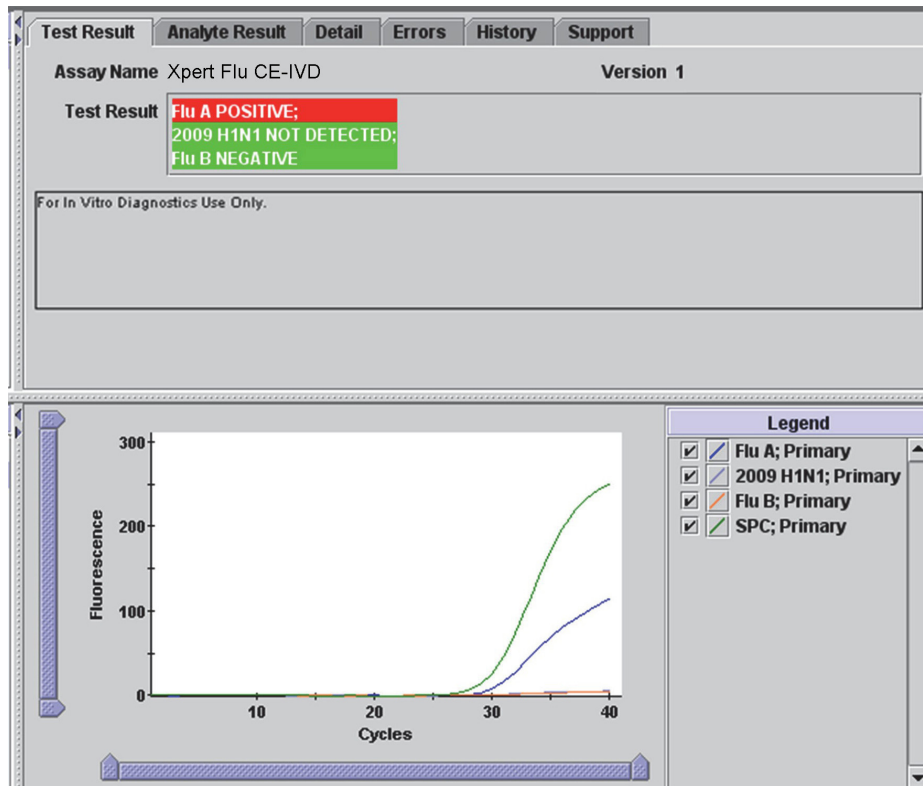 Test Result Analyte Result Detail Errors History Support
Assay Name Xpert Flu CE-IVD Version 1
Test Result Flu A POSITIVE;
2009 H1N1 NOT DETECTED;
Flu B NEGATIVE
For In Vitro Diagnostics Use Only.
Legend
Flu A; Primary
2009 H1N1; Primary
Flu B; Primary
SPC; Primary
300
200
100
0
Fluorescence
10 20 30 40
Cycles